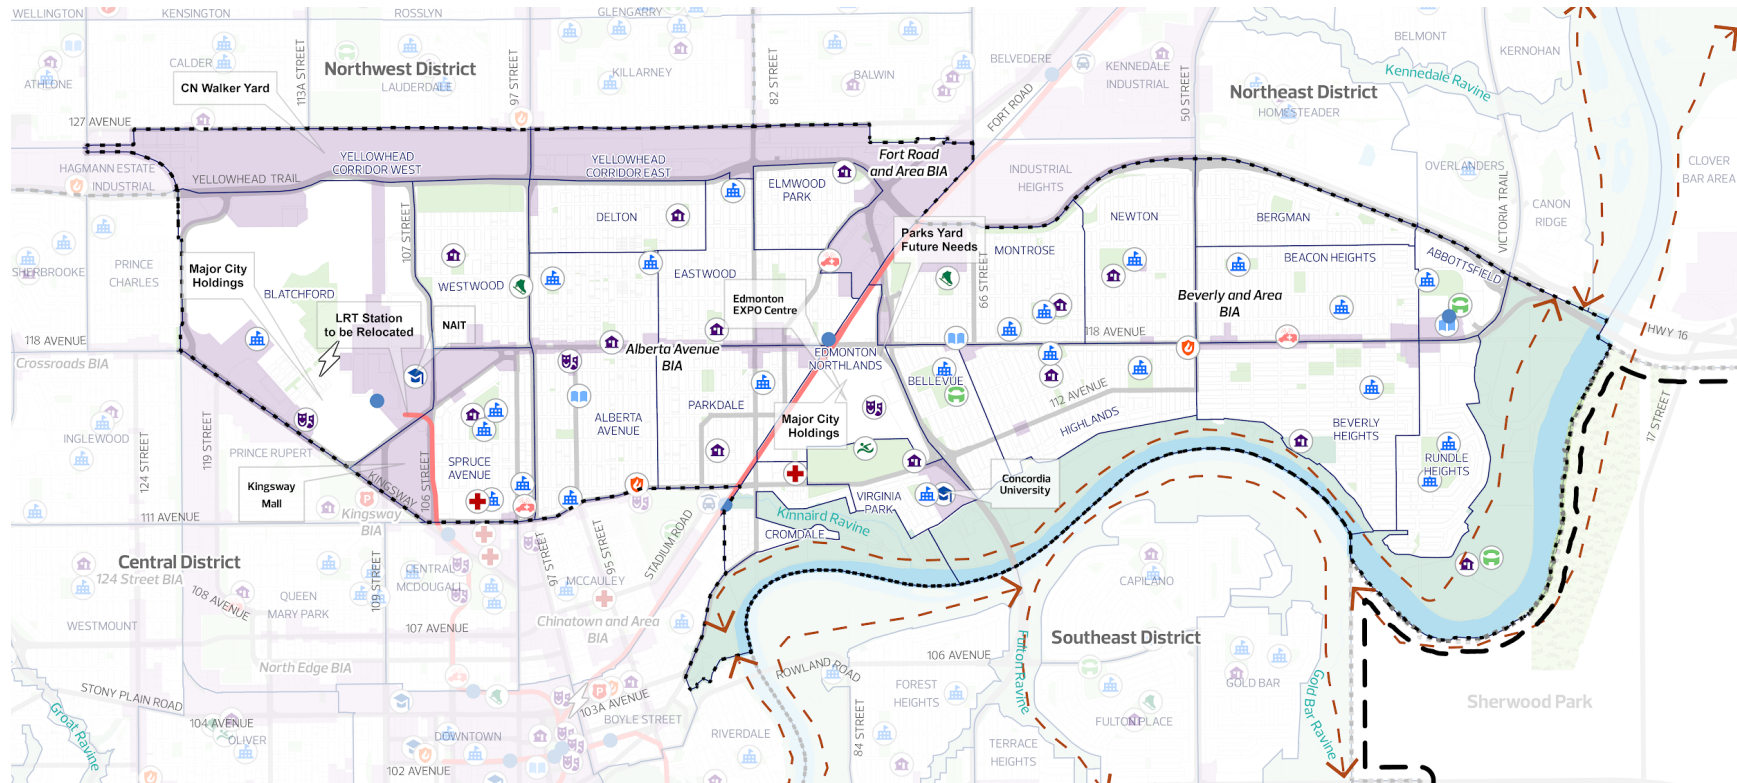 WELLINGTON
KENSINGTON
ROSSLYN
GLENGARRY
113A STREET
97 STREET
82 STREET
BELVEDERE
50 STREET
BELMONT
KERNOHAN
CALDER
ATHLONE
Northwest District
LAUDERDALE
KILLARNEY
BALWIN
KENNEDALE
INDUSTRIAL
Kennedale Ravine
CN Walker Yard
Northeast District
HOMESTEADER
127 AVENUE
FORT ROAD
HAGMANN ESTATE
INDUSTRIAL
YELLOWHEAD TRAIL
YELLOWHEAD
CORRIDOR WEST
YELLOWHEAD
CORRIDOR EAST
Fort Road
and Area BIA
INDUSTRIAL
HEIGHTS
OVERLANDERS
CLOVER
BAR AREA
VICTORIA TRAIL
CANON
RIDGE
ELMWOOD
PARK
DELTON
107 STREET
NEWTON
BERGMAN
Parks Yard
Future Needs
MONTROSE
66 STREET
BEACON HEIGHTS
ABBOTTSFIELD
SHERBROOKE
PRINCE
CHARLES
Major City
Holdings
BLATCHFORD
WESTWOOD
EASTWOOD
Edmonton
EXPO Centre
Beverly and Area
BIA
LRT Station
to be Relocated
NAIT
118 AVENUE
118 AVENUE
HWY 16
Crossroads BIA
Alberta Avenue
BIA
EDMONTON
NORTHLANDS
BELLEVUE
112 AVENUE
HIGHLANDS
17 STREET
119 STREET
124 STREET
INGLEWOOD
PRINCE RUPERT
ALBERTA
AVENUE
PARKDALE
Major City
Holdings
BEVERLY
HEIGHTS
RUNDLE
HEIGHTS
SPRUCE
AVENUE
106 STREET
KINGSWAY
Kingsway
Mall
Concordia
University
VIRGINIA
PARK
Kinnaird Ravine
CROMDALE
111 AVENUE
Kingsway
BIA
97 STREET
95 STREET
STADIUM ROAD
Central District
124 Street BIA
108 AVENUE
109 STREET
CENTRAL
MCDOUGALL
MCCAULEY
CAPILANO
QUEEN
MARY PARK
WESTMOUNT
107 AVENUE
Chinatown and Area
BIA
Southeast District
106 AVENUE
Fulton Ravine
North Edge BIA
ROWLAND ROAD
STONY PLAIN ROAD
FOREST
HEIGHTS
GOLD BAR
Gold Bar Ravine
Sherwood Park
Groat Ravine
104 AVENUE
OLIVER
103A AVENUE
BOYLE STREET
RIVERDALE
84 STREET
FULTON PLACE
TERRACE
HEIGHTS
DOWNTOWN
102 AVENUE